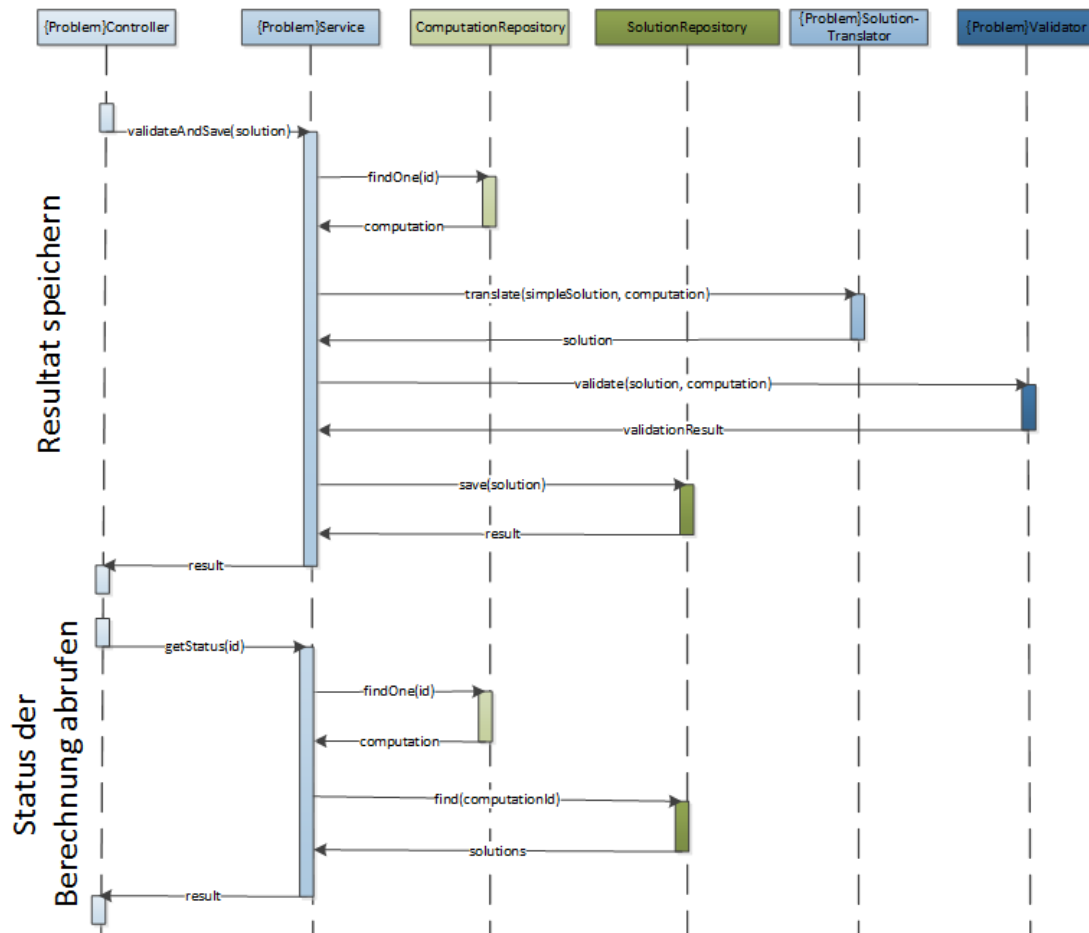 {Problem}Controller
{Problem}Service
ComputationRepository
SolutionRepository
{Problem}Solution-
Translator
{Problem}Validator
Resultat speichern
validateAndSave(solution)
findOne(id)
computation
translate(simpleSolution, computation)
solution
validate(solution, computation)
validationResult
save(solution)
result
result
Status der
Berechnung abrufen
getStatus(id)
findOne(id)
computation
find(computationId)
solutions
result